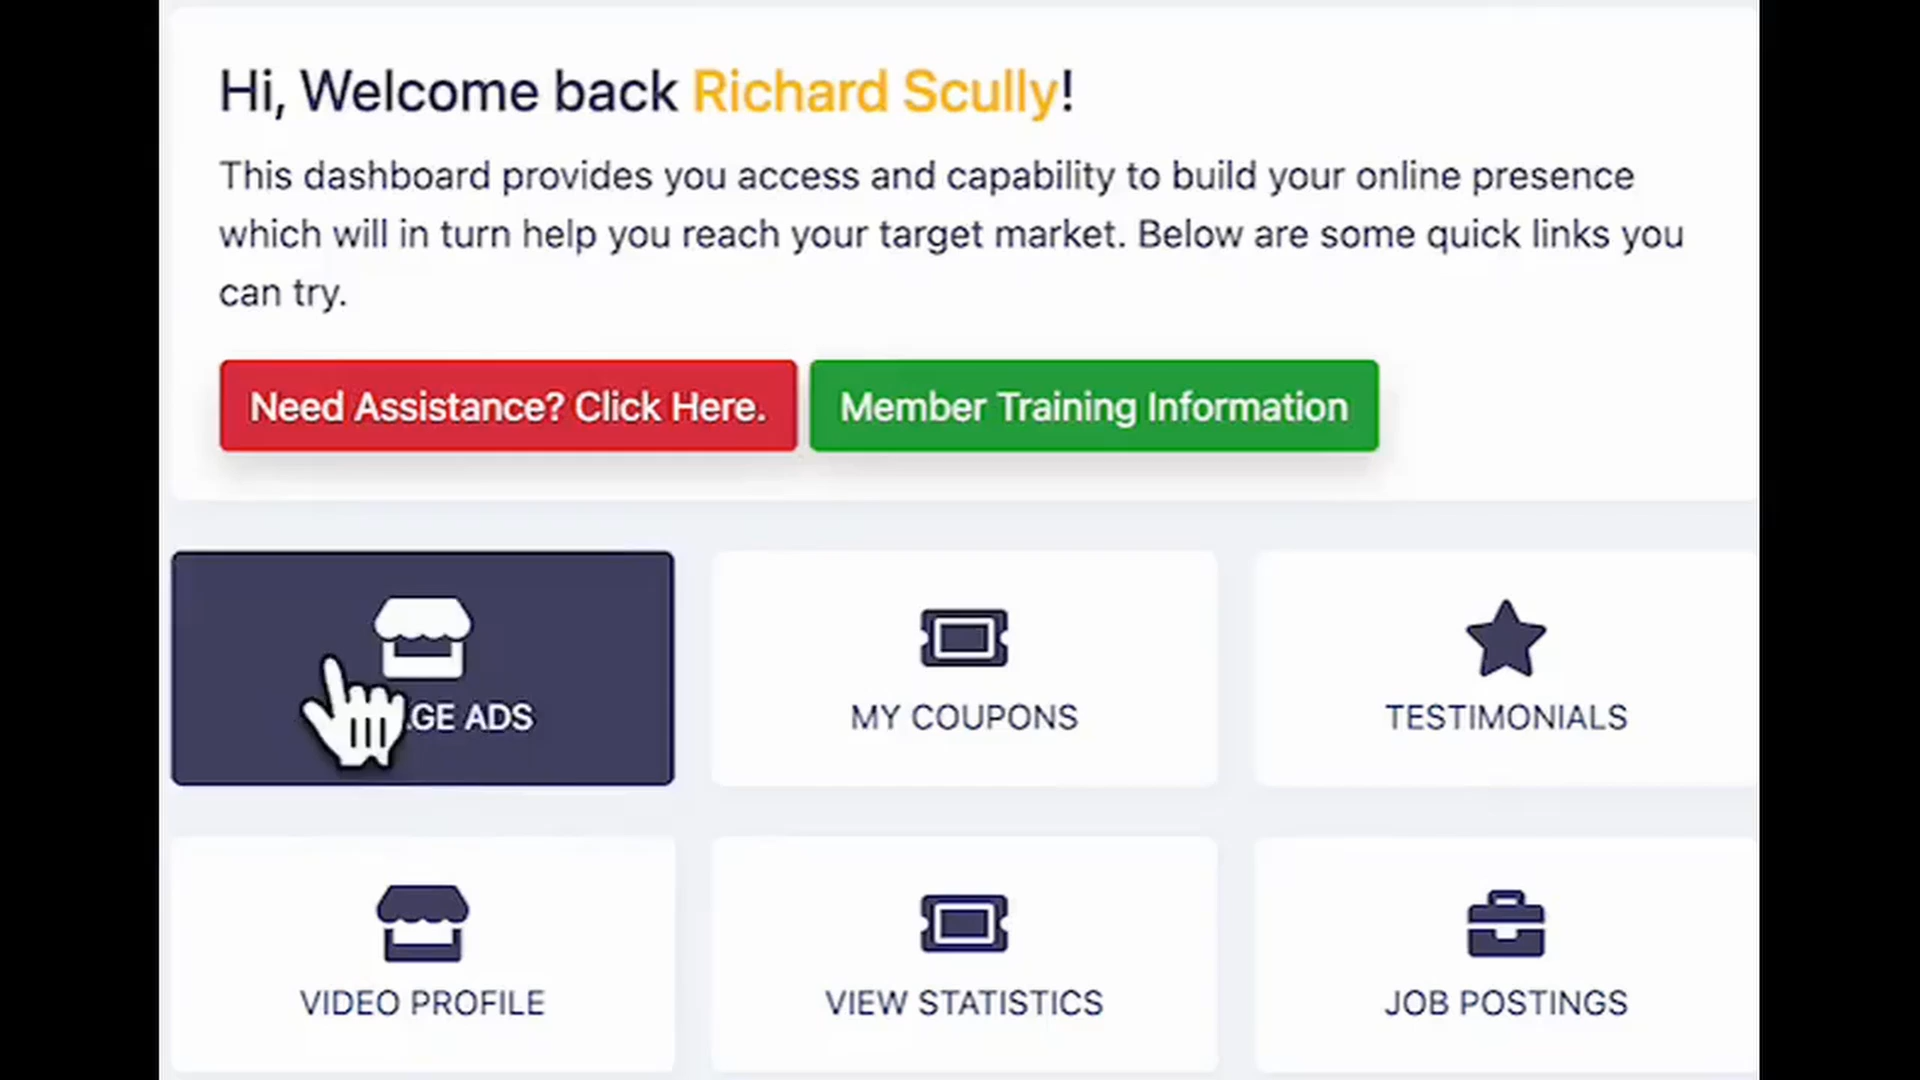 Hi, Welcome back Richard Scully!
This dashboard provides you access and capability to build your online presence
which will in turn help you reach your target market. Below are some quick links you
can try.
Need Assistance? Click Here.
Member Training Information
GE ADS
MY COUPONS
TESTIMONIALS
VIDEO PROFILE
VIEW STATISTICS
JOB POSTINGS